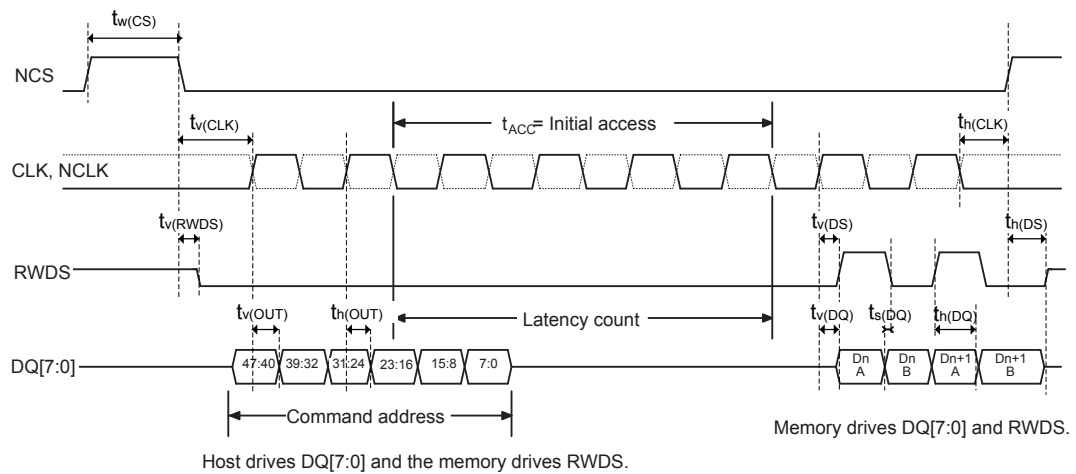 tw(CS)
NCS
tv(CLK)
tACC= Initial access
th(CLK)
CLK, NCLK
tv(RWDS)
tv(DS)
th(DS)
RWDS
tv(OUT)
th(OUT)
Latency count
tv(DQ)
ts(DQ)
th(DQ)
DQ[7:0]
47:40
39:32
31:24
23:16
15:8
7:0
Dn
A
Dn
B
Dn+1
A
Dn+1
B
Command address
Memory drives DQ[7:0] and RWDS.
Host drives DQ[7:0] and the memory drives RWDS.